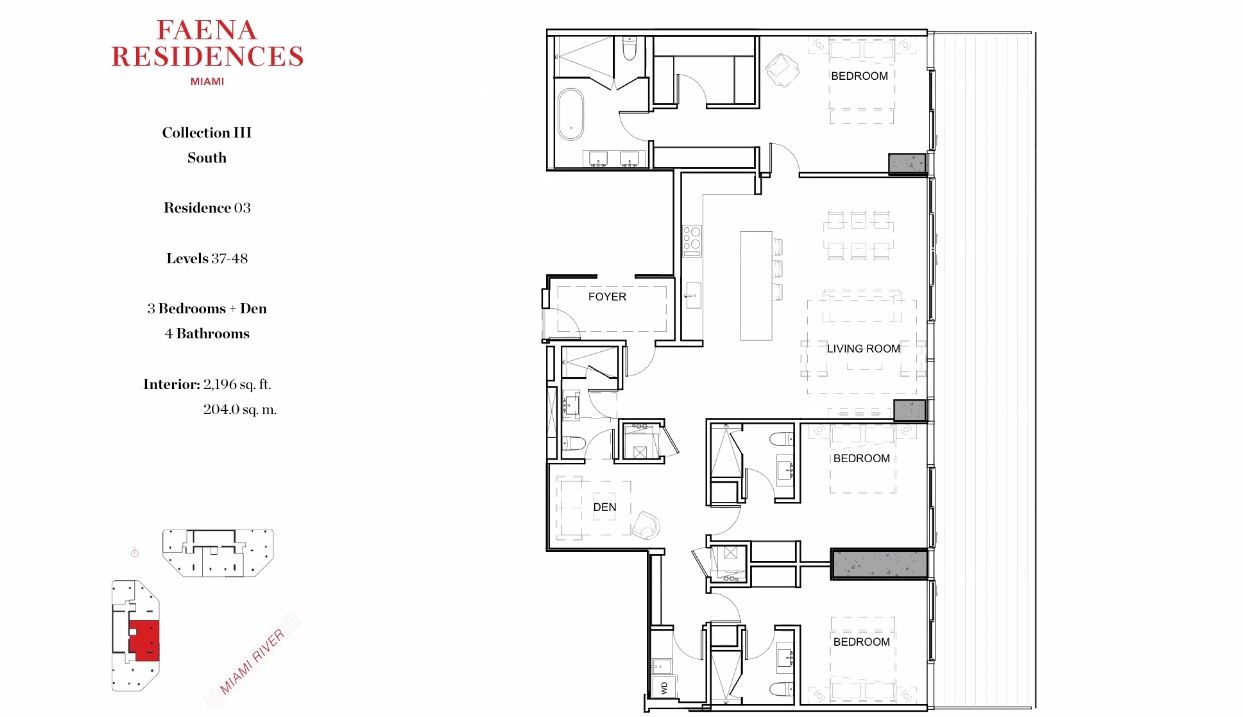 FAENA
RESIDENCES
MIAMI
Collection III
South
Residence 03
Levels 37-48
3 Bedrooms + Den
4 Bathrooms
Interior: 2,196 sq. ft.
204.0 sq. m.
MIAMI RIVER
BEDROOM
FOYER
LIVING ROOM
BEDROOM
DEN
BEDROOM
WD